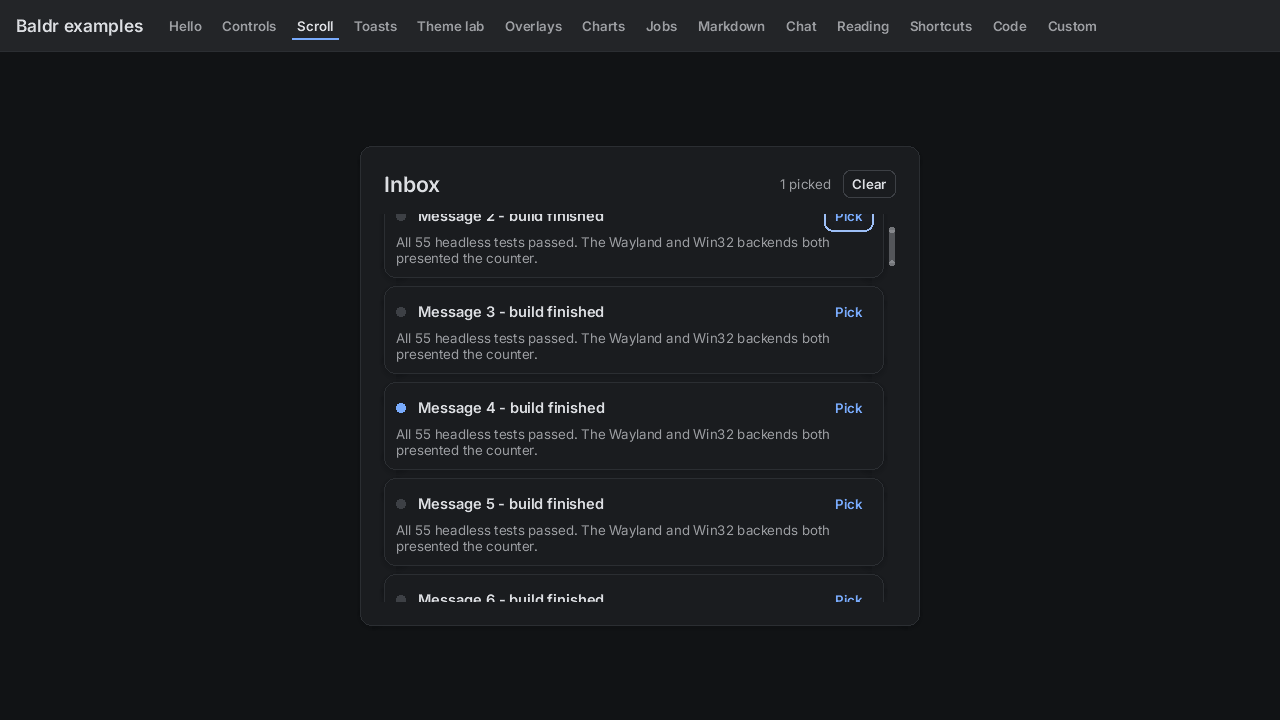 Baldr examples Hello Controls Scroll Toasts Theme lab Overlays Charts Jobs Markdown Chat Reading Shortcuts Code Custom
Inbox 1 picked Clear
Message 2 - build finished Pick
All 55 headless tests passed. The Wayland and Win32 backends both
presented the counter.
Message 3 - build finished Pick
All 55 headless tests passed. The Wayland and Win32 backends both
presented the counter.
Message 4 - build finished Pick
All 55 headless tests passed. The Wayland and Win32 backends both
presented the counter.
Message 5 - build finished Pick
All 55 headless tests passed. The Wayland and Win32 backends both
presented the counter.
Message 6 - build finished Pick